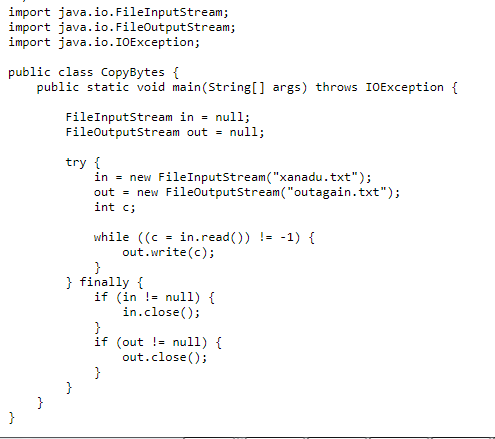 import java.io.FileInputStream;
import java.io.FileOutputStream;
import java.io.IOException;

public class CopyBytes {
    public static void main(String[] args) throws IOException {

        FileInputStream in = null;
        FileOutputStream out = null;

        try {
            in = new FileInputStream("xanadu.txt");
            out = new FileOutputStream("outagain.txt");
            int c;

            while ((c = in.read()) != -1) {
                out.write(c);
            }
        } finally {
            if (in != null) {
                in.close();
            }
            if (out != null) {
                out.close();
            }
        }
    }
}